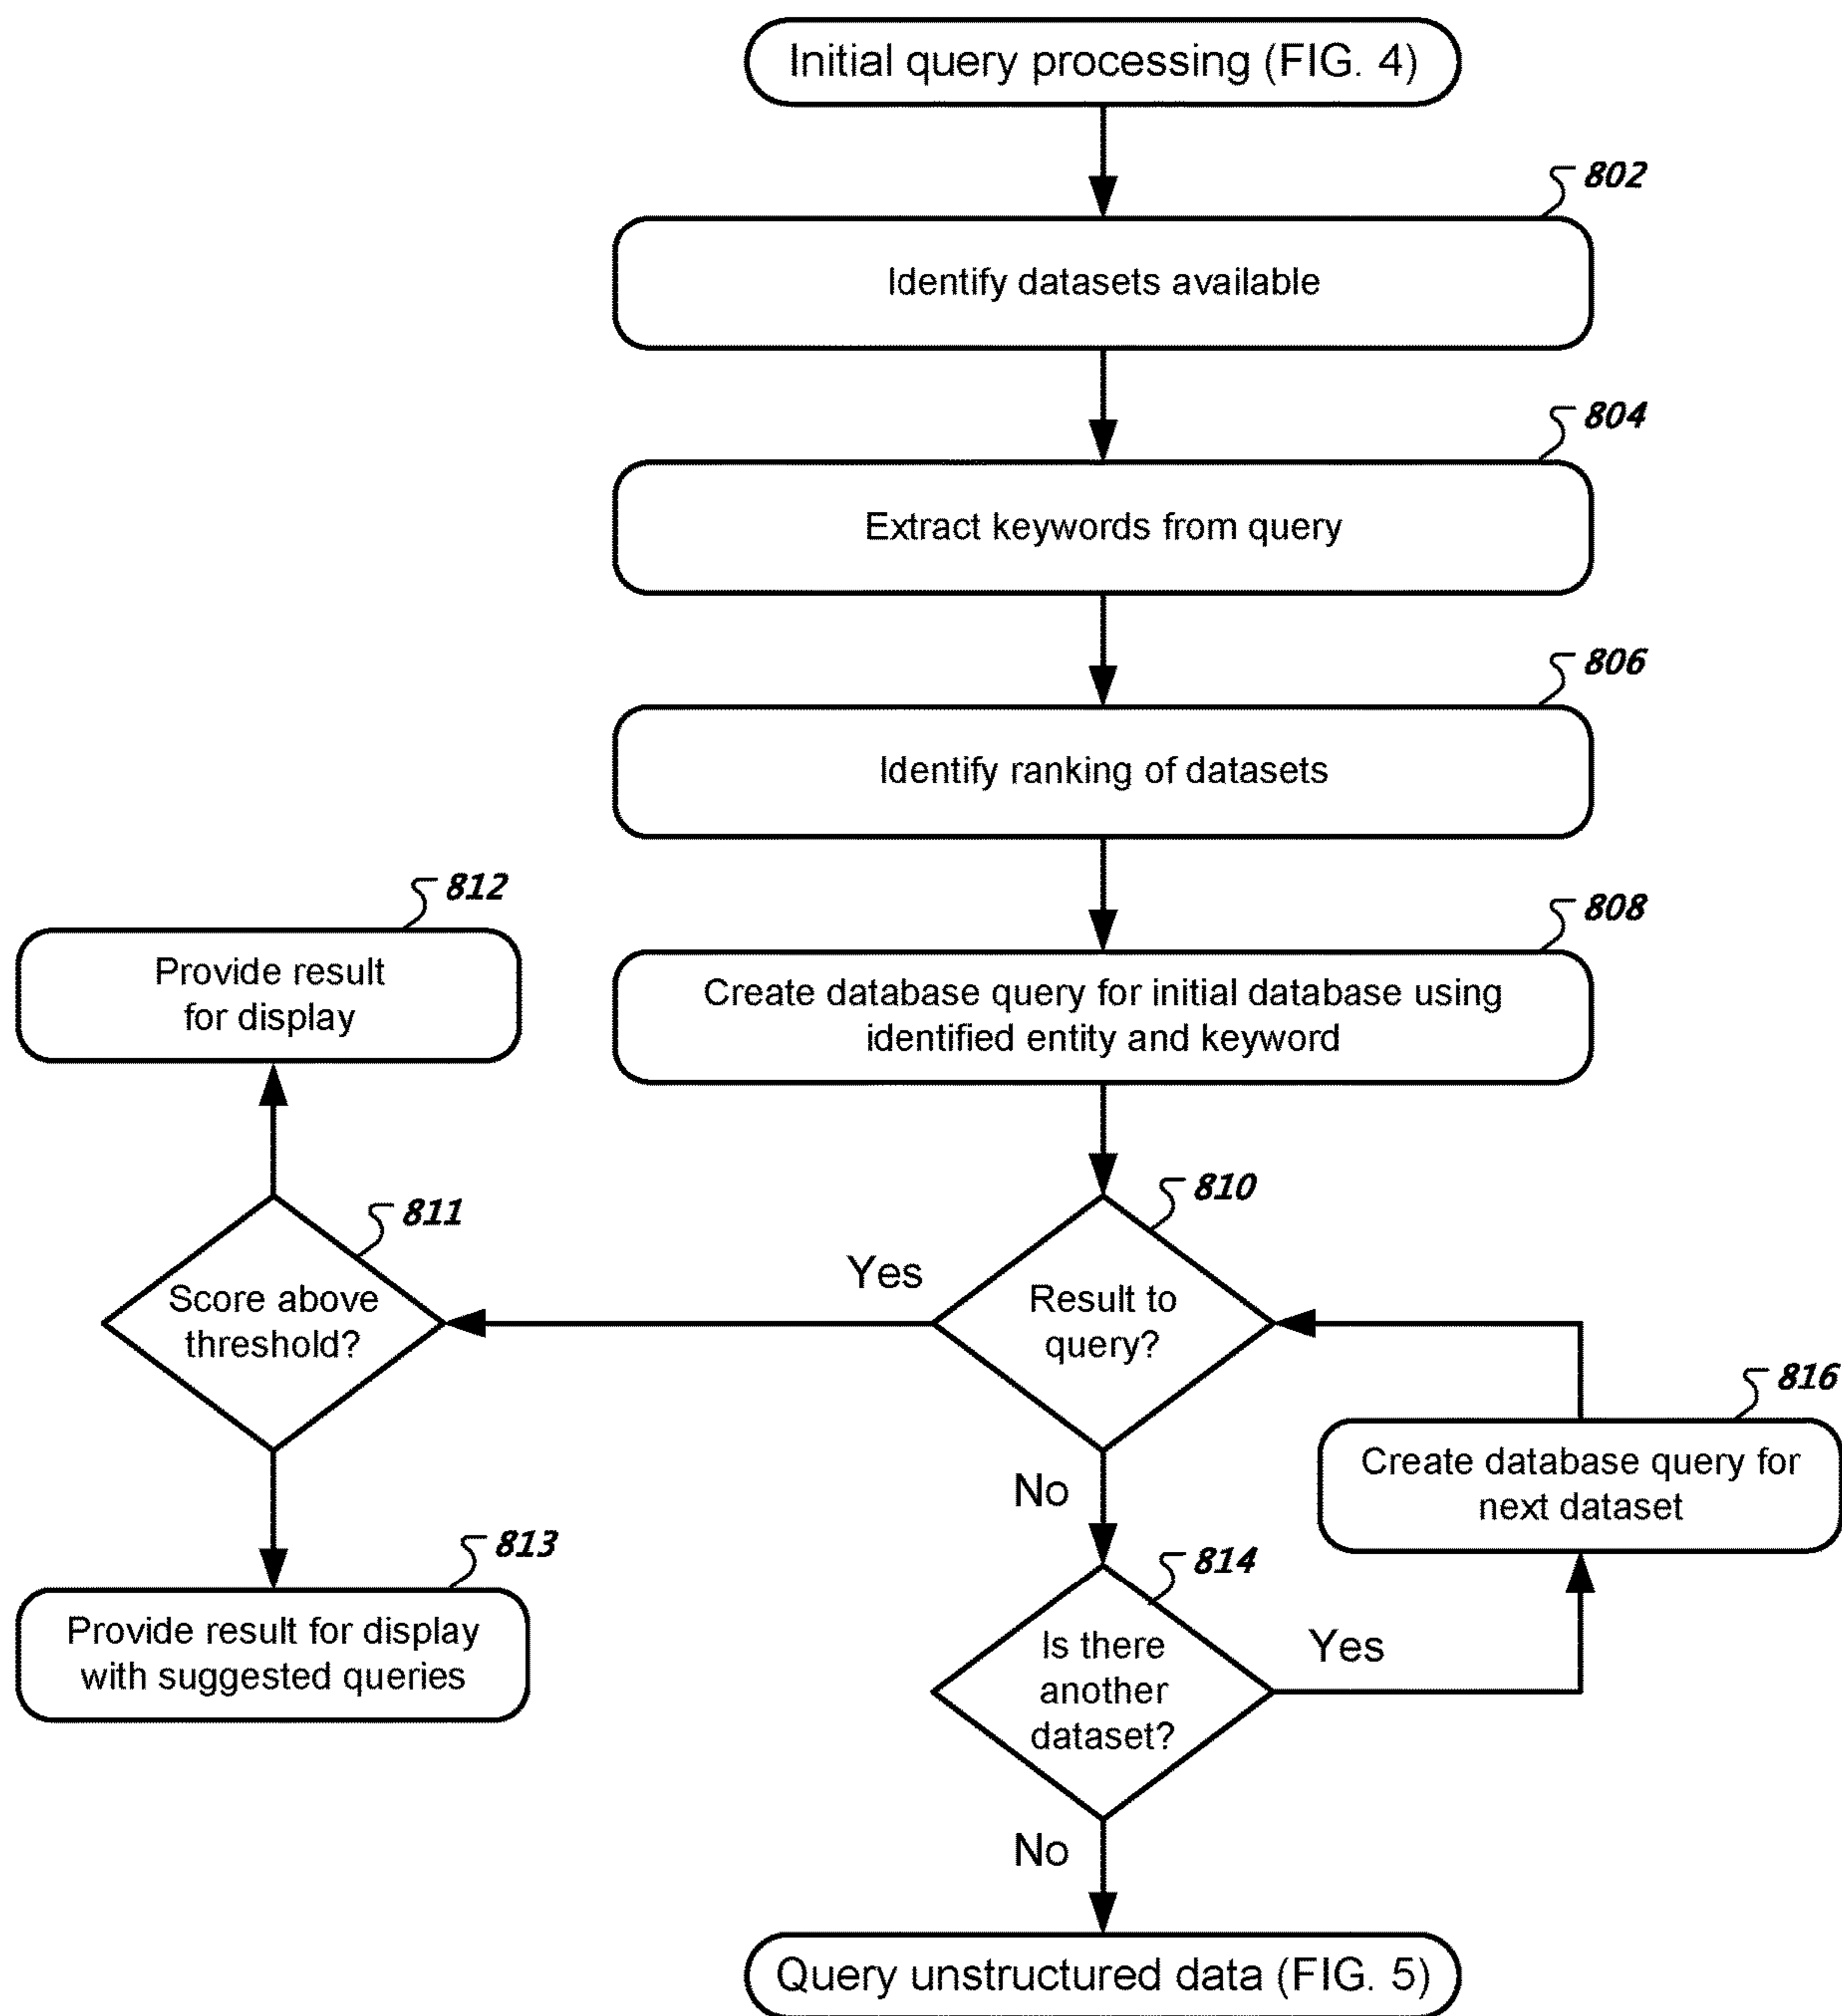 Initial query processing (FIG. 4)
802
Identify datasets available
804
Extract keywords from query
806
Identify ranking of datasets
808
Create database query for initial database using
identified entity and keyword
812
Provide result
for display
810
Result to
query?
Yes
811
Score above
threshold?
813
Provide result for display
with suggested queries
No
816
Create database query for
next dataset
814
Is there
another
dataset?
Yes
No
Query unstructured data (FIG. 5)